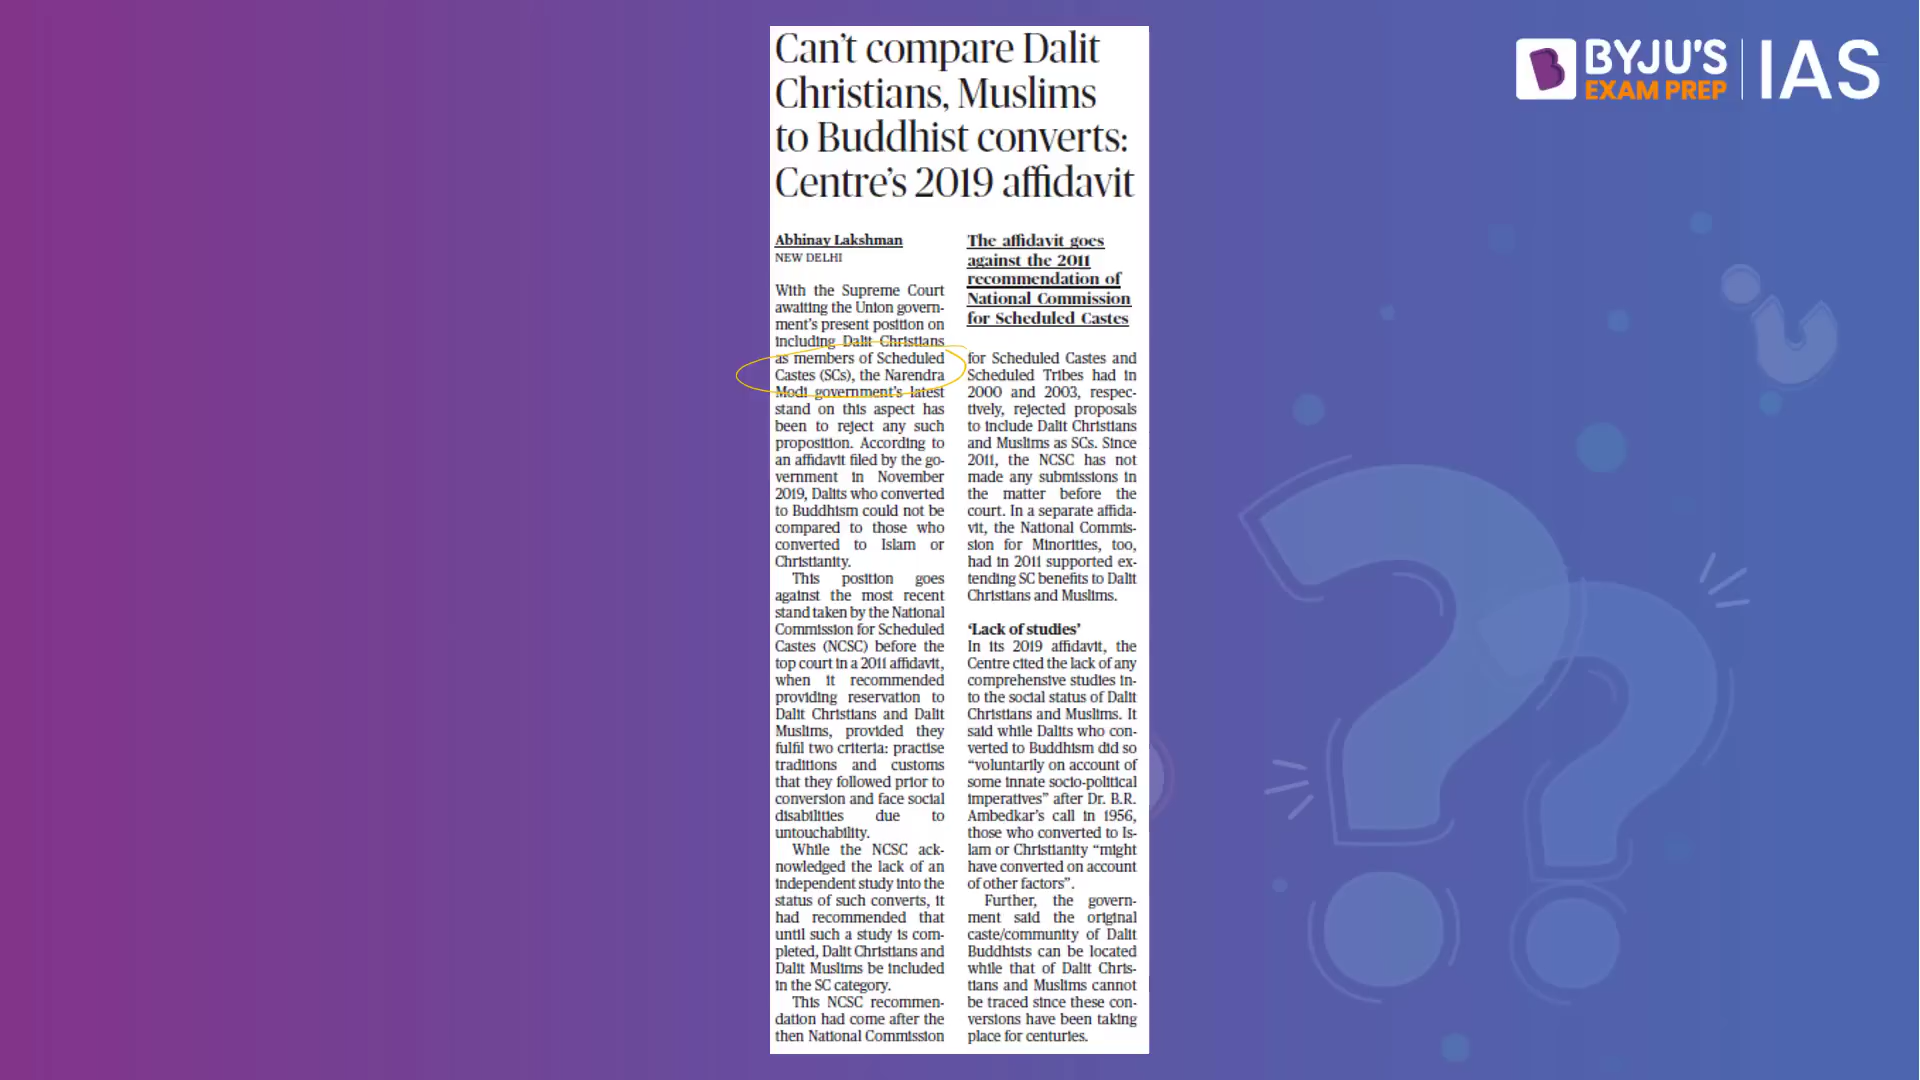 Can't compare Dalit
Christians, Muslims
to Buddhist converts:
Centre's 2019 affidavit
Abhinay Lakshman
NEW DELHI
With the Supreme Court
awaiting the Union govern-
ment's present position on
including Dalit Christians
as members of Scheduled
Castes (SCs), the Narendra
Modi government's latest
stand on this aspect has
been to reject any such
proposition. According to
an affidavit filed by the go-
vernment in November
2019, Dalits who converted
to Buddhism could not be
compared to those who
converted to Islam or
Christianity.
This position goes
against the most recent
stand taken by the National
Commission for Scheduled
Castes (NCSC) before the
top court in a 2011 affidavit,
when it recommended
providing reservation to
Dalit Christians and Dalit
Muslims, provided they
fulfil two criteria: practise
traditions and customs
that they followed prior to
conversion and face social
disabilities due to
untouchability.
While the NCSC ack-
nowledged the lack of an
independent study into the
status of such converts, it
had recommended that
until such a study is com-
pleted, Dalit Christians and
Dalit Muslims be included
in the SC category.
This NCSC recommen-
dation had come after the
then National Commission
The affidavit goes
against the 2011
recommendation of
National Commission
for Scheduled Castes
for Scheduled Castes and
Scheduled Tribes had in
2000 and 2003, respec-
tively, rejected proposals
to include Dalit Christians
and Muslims as SCs. Since
2011, the NCSC has not
made any submissions in
the matter before the
court. In a separate affida-
vit, the National Commis-
sion for Minorities, too,
had in 2011 supported ex-
tending SC benefits to Dalit
Christians and Muslims.
'Lack of studies'
In its 2019 affidavit, the
Centre cited the lack of any
comprehensive studies in-
to the social status of Dalit
Christians and Muslims. It
said while Dalits who con-
verted to Buddhism did so
"voluntarily on account of
some innate socio-political
imperatives" after Dr. B.R.
Ambedkar's call in 1956,
those who converted to Is-
lam or Christianity "might
have converted on account
of other factors".
Further, the govern-
ment said the original
caste/community of Dalit
Buddhists can be located
while that of Dalit Chris-
tians and Muslims cannot
be traced since these con-
versions have been taking
place for centuries.
BYJU'S
EXAM PREP
IAS